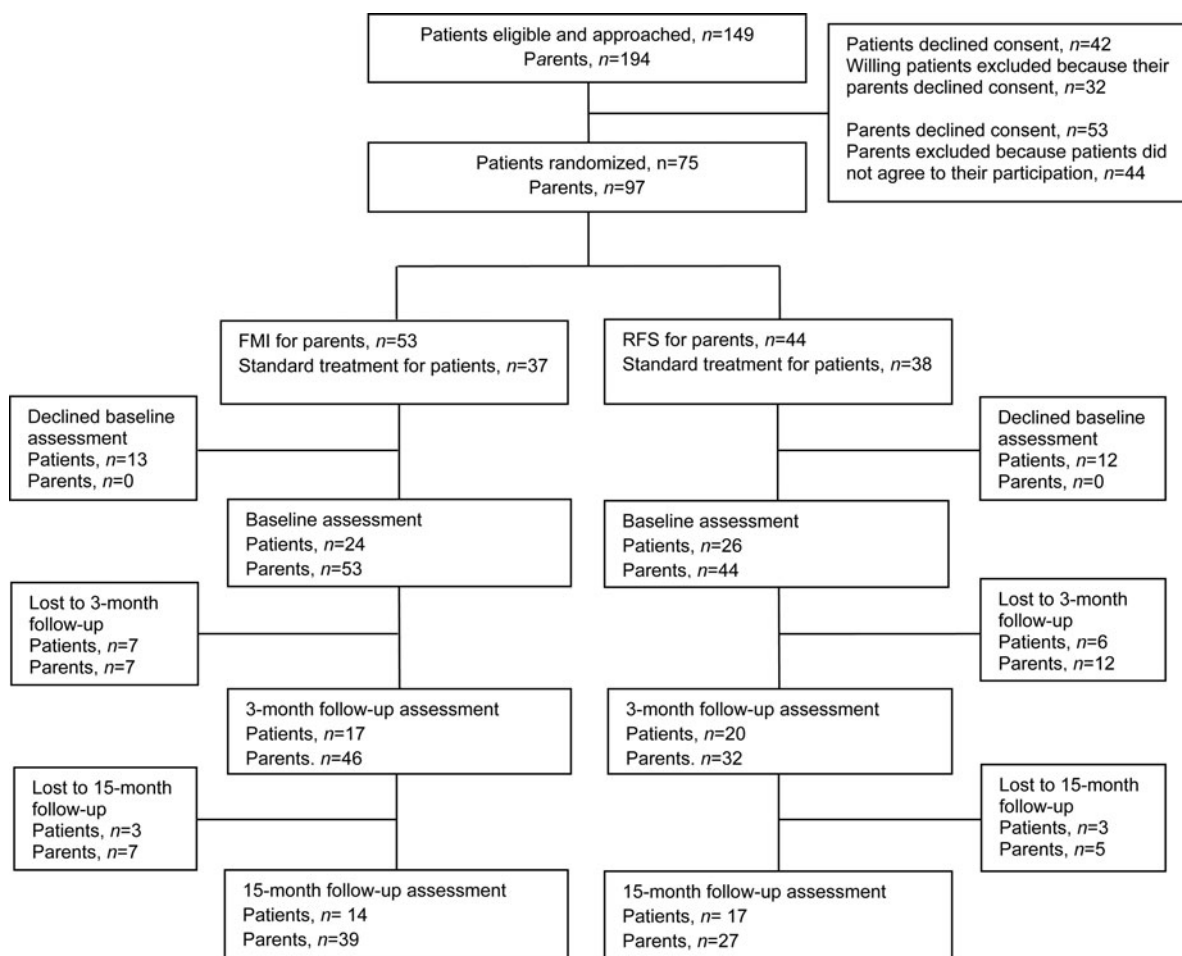 Patients eligible and approached, n=149
Parents, n=194
Patients declined consent, n=42
Willing patients excluded because their
parents declined consent, n=32
Parents declined consent, n=53
Parents excluded because patients did
not agree to their participation, n=44
Patients randomized, n=75
Parents, n=97
FMI for parents, n=53
Standard treatment for patients, n=37
RFS for parents, n=44
Standard treatment for patients, n=38
Declined baseline
assessment
Patients, n=13
Parents, n=0
Declined baseline
assessment
Patients, n=12
Parents, n=0
Baseline assessment
Patients, n=24
Parents, n=53
Baseline assessment
Patients, n=26
Parents, n=44
Lost to 3-month
follow-up
Patients, n=7
Parents, n=7
Lost to 3-month
follow-up
Patients, n=6
Parents, n=12
3-month follow-up assessment
Patients, n=17
Parents. n=46
3-month follow-up assessment
Patients, n=20
Parents. n=32
Lost to 15-month
follow-up
Patients, n=3
Parents, n=7
Lost to 15-month
follow-up
Patients, n=3
Parents, n=5
15-month follow-up assessment
Patients, n= 14
Parents, n=39
15-month follow-up assessment
Patients, n= 17
Parents, n=27